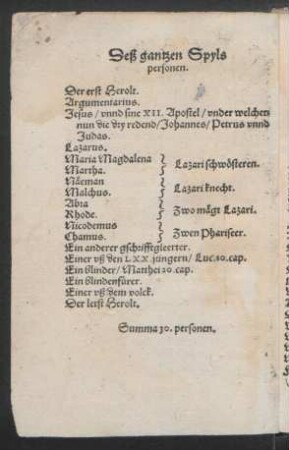 Deß gantzen Spyls
personen.
Der erst Herolt.
Argumentarius.
Jesus / vnnd sine XII. Apostel / vnder welchen
nun die dry redend / Johannes / Petrus vnnd
Judas.
Lazarus.
Maria Magdalena } Lazari schwösteren.
Martha.
Näeman } Lazari knecht.
Malchus.
Abra } Zwo mägt Lazari.
Rhode.
Nicodemus } Zwen Phariseer.
Chamus.
Ein anderer gschrifftgleerter.
Einer vß den LXX. jüngern / Luc. 10. cap.
Ein blinder / Matthei 20. cap.
Ein blindenfürer.
Einer vß dem volck.
Der letst Herolt.
Summa 30. personen.